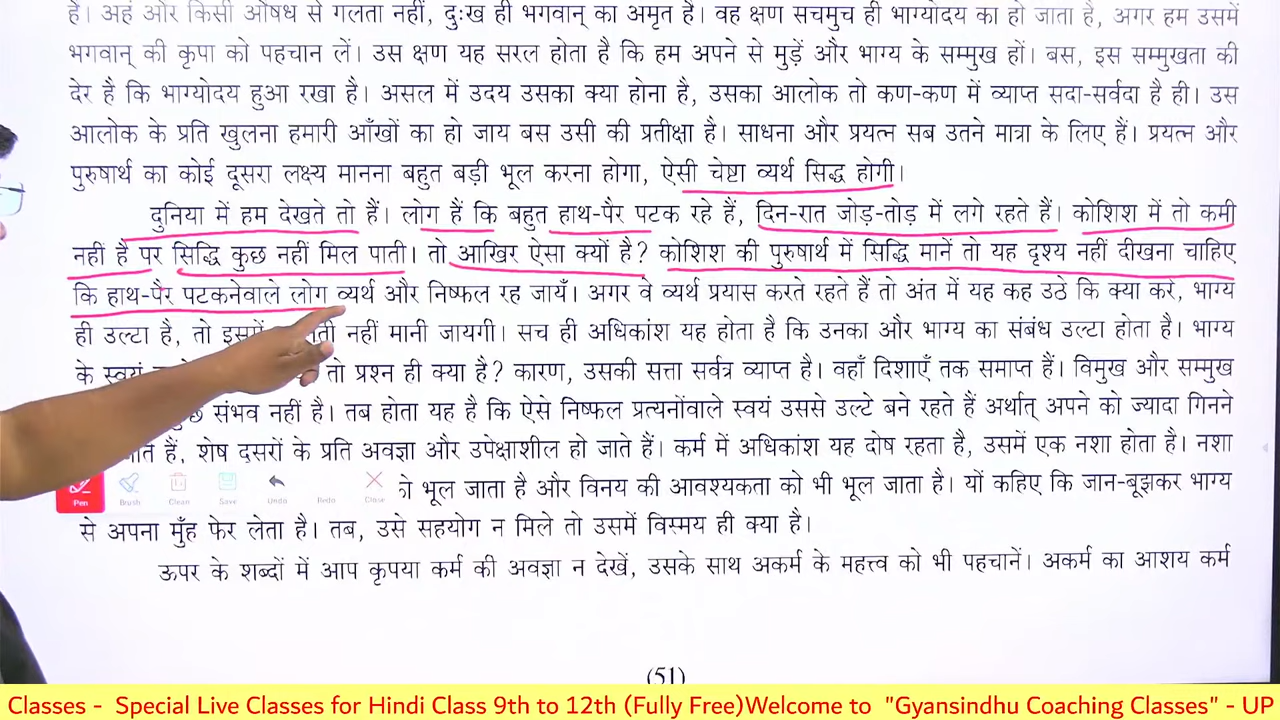 है। अहं और किसी औषध से गलता नहीं, दुःख ही भगवान् का अमृत है। वह क्षण सचमुच ही भाग्योदय का हो जाता है, अगर हम उसमें
भगवान् की कृपा को पहचान लें। उस क्षण यह सरल होता है कि हम अपने से मुड़ें और भाग्य के सम्मुख हों। बस, इस सम्मुखता की
देर है कि भाग्योदय हुआ रखा है। असल में उदय उसका क्या होना है, उसका आलोक तो कण-कण में व्याप्त सदा-सर्वदा है ही। उस
आलोक के प्रति खुलना हमारी आँखों का हो जाय बस उसी की प्रतीक्षा है। साधना और प्रयत्न सब उतने मात्रा के लिए हैं। प्रयत्न और
पुरुषार्थ का कोई दूसरा लक्ष्य मानना बहुत बड़ी भूल करना होगा, ऐसी चेष्टा व्यर्थ सिद्ध होगी।
दुनिया में हम देखते तो हैं। लोग हैं कि बहुत हाथ-पैर पटक रहे हैं, दिन-रात जोड़-तोड़ में लगे रहते हैं। कोशिश में तो कमी
नहीं है पर सिद्धि कुछ नहीं मिल पाती। तो आखिर ऐसा क्यों है? कोशिश की पुरुषार्थ में सिद्धि मानें तो यह दृश्य नहीं दीखना चाहिए
कि हाथ-पैर पटकनेवाले लोग व्यर्थ और निष्फल रह जायँ। अगर वे व्यर्थ प्रयास करते रहते हैं तो अंत में यह कह उठे कि क्या करें, भाग्य
ही उल्टा है, तो इसमें नहीं मानी जायगी। सच ही अधिकांश यह होता है कि उनका और भाग्य का संबंध उल्टा होता है। भाग्य
के स्वयं तो प्रश्न ही क्या है? कारण, उसकी सत्ता सर्वत्र व्याप्त है। वहाँ दिशाएँ तक समाप्त हैं। विमुख और सम्मुख
संभव नहीं है। तब होता यह है कि ऐसे निष्फल प्रत्यनोंवाले स्वयं उससे उल्टे बने रहते हैं अर्थात् अपने को ज्यादा गिनने
हैं, शेष दूसरों के प्रति अवज्ञा और उपेक्षाशील हो जाते हैं। कर्म में अधिकांश यह दोष रहता है, उसमें एक नशा होता है। नशा
को भूल जाता है और विनय की आवश्यकता को भी भूल जाता है। यों कहिए कि जान-बूझकर भाग्य
Pen Brush Clean Save Undo Redo Close
से अपना मुँह फेर लेता है। तब, उसे सहयोग न मिले तो उसमें विस्मय ही क्या है।
ऊपर के शब्दों में आप कृपया कर्म की अवज्ञा न देखें, उसके साथ अकर्म के महत्त्व को भी पहचानें। अकर्म का आशय कर्म
(51)
Classes - Special Live Classes for Hindi Class 9th to 12th (Fully Free)Welcome to "Gyansindhu Coaching Classes" - UP